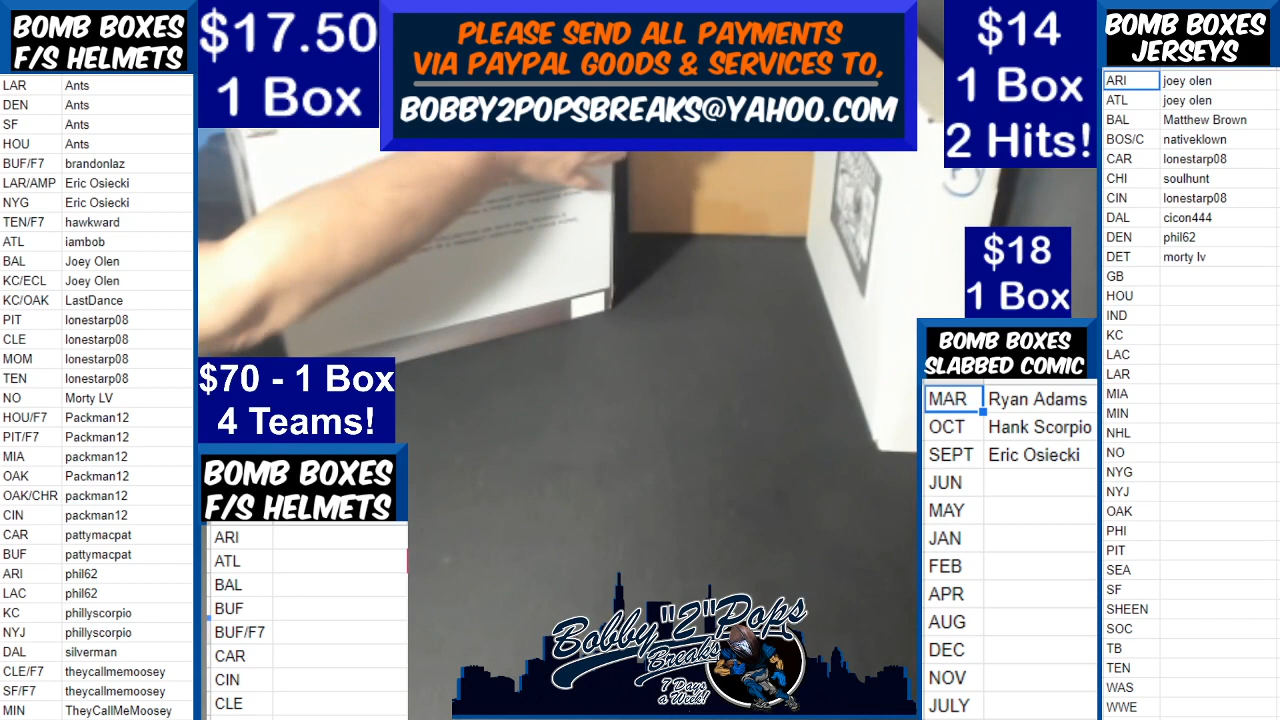 BOMB BOXES
F/S HELMETS
LAR Ants
DEN Ants
SF Ants
HOU Ants
BUF/F7 brandonlaz
LAR/AMP Eric Osiecki
NYG Eric Osiecki
TEN/F7 hawkward
ATL iambob
BAL Joey Olen
KC/ECL Joey Olen
KC/OAK LastDance
PIT lonestarp08
CLE lonestarp08
MOM lonestarp08
TEN lonestarp08
NO Morty LV
HOU/F7 Packman12
PIT/F7 Packman12
MIA packman12
OAK Packman12
OAK/CHR packman12
CIN packman12
CAR pattymacpat
BUF pattymacpat
ARI phil62
LAC phil62
KC phillyscorpio
NYJ phillyscorpio
DAL silverman
CLE/F7 theycallmemoosey
SF/F7 theycallmemoosey
MIN TheyCallMeMoosey
$17.50
1 Box
$70 - 1 Box
4 Teams!
BOMB BOXES
F/S HELMETS
ARI
ATL
BAL
BUF
BUF/F7
CAR
CIN
CLE
PLEASE SEND ALL PAYMENTS
VIA PAYPAL GOODS & SERVICES TO,
BOBBY2POPSBREAKS@YAHOO.COM
Bobby "2" Pops
Breaks
7 Days
a Week!
$14
1 Box
2 Hits!
$18
1 Box
BOMB BOXES
SLABBED COMIC
MAR Ryan Adams
OCT Hank Scorpio
SEPT Eric Osiecki
JUN
MAY
JAN
FEB
APR
AUG
DEC
NOV
JULY
BOMB BOXES
JERSEYS
ARI joey olen
ATL joey olen
BAL Matthew Brown
BOS/C nativeklown
CAR lonestarp08
CHI soulhunt
CIN lonestarp08
DAL cicon444
DEN phil62
DET morty lv
GB
HOU
IND
KC
LAC
LAR
MIA
MIN
NHL
NO
NYG
NYJ
OAK
PHI
PIT
SEA
SF
SHEEN
SOC
TB
TEN
WAS
WWE